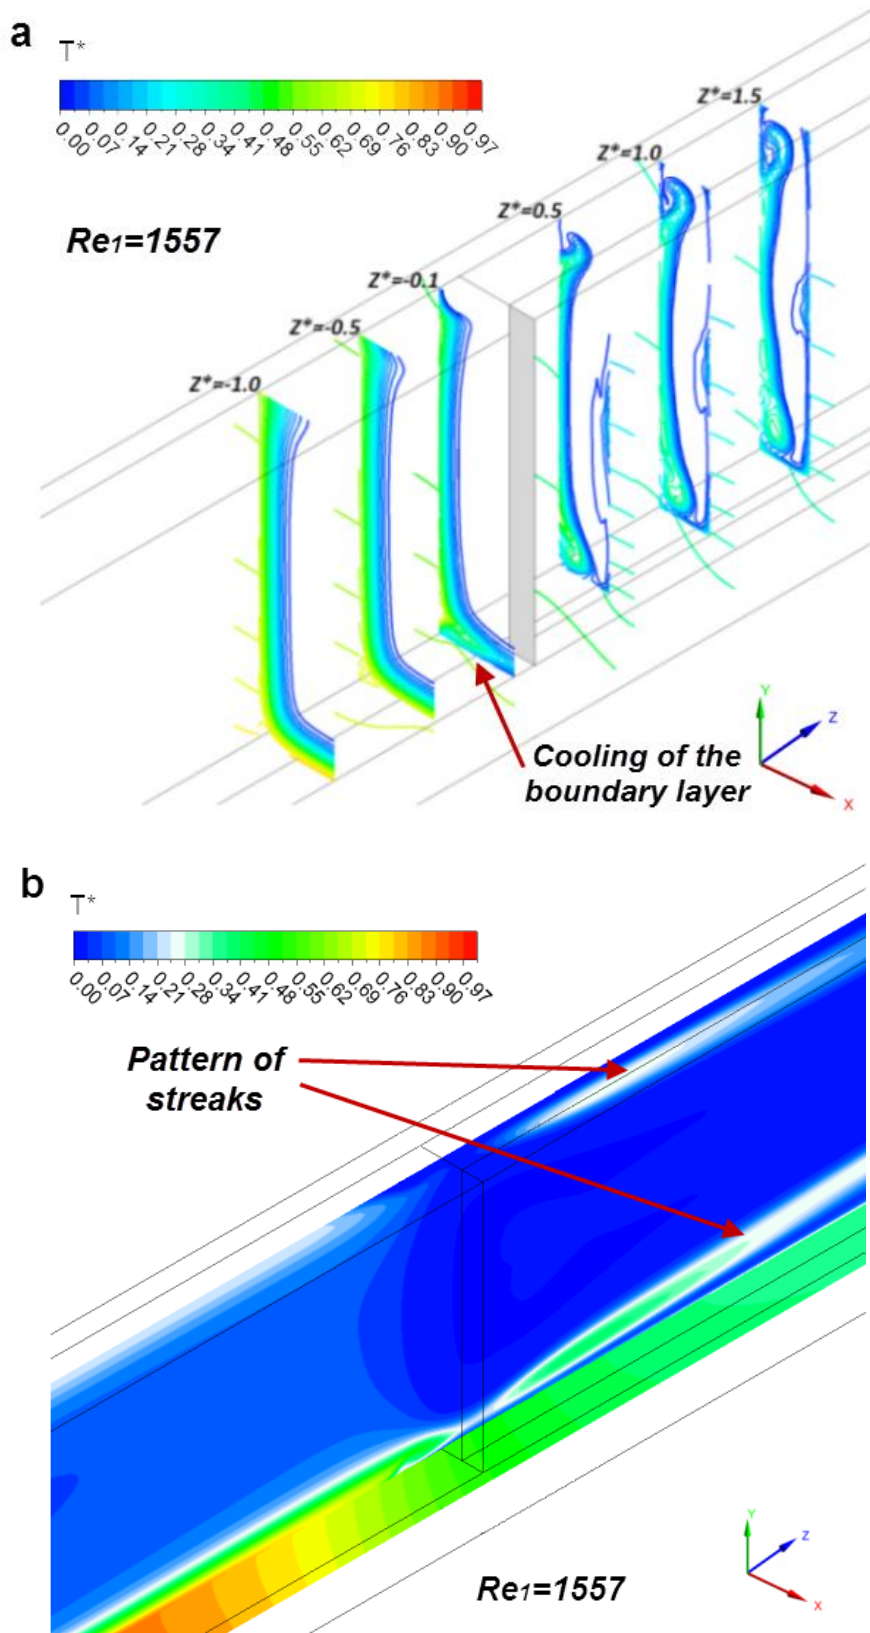 a
T*
0.00 0.07 0.14 0.21 0.28 0.34 0.41 0.48 0.55 0.62 0.69 0.76 0.83 0.90 0.97
Re1=1557
Z*=1.5
Z*=1.0
Z*=0.5
Z*=-0.1
Z*=-0.5
Z*=-1.0
Cooling of the
boundary layer
Y
Z
X
b
T*
0.00 0.07 0.14 0.21 0.28 0.34 0.41 0.48 0.55 0.62 0.69 0.76 0.83 0.90 0.97
Pattern of
streaks
Re1=1557
Y
Z
X